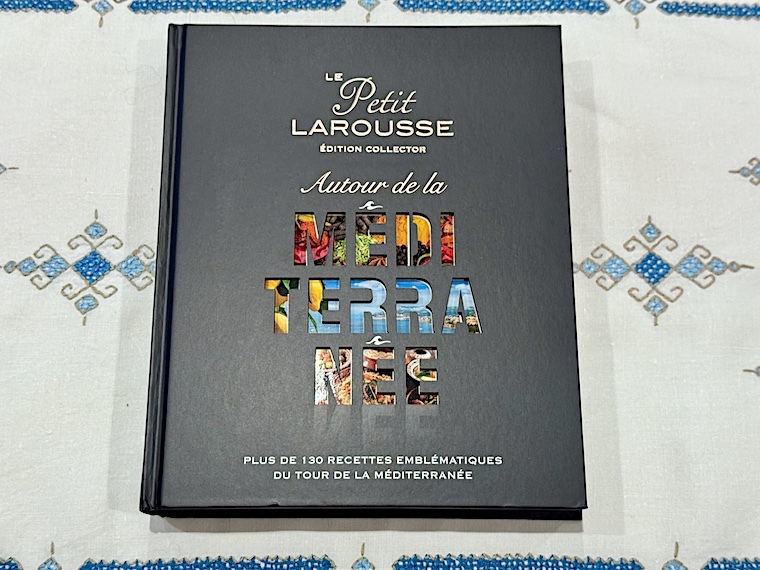 LE
Petit
LAROUSSE
ÉDITION COLLECTOR
Autour de la
MÉDI
TERRA
NÉE
PLUS DE 130 RECETTES EMBLÉMATIQUES
DU TOUR DE LA MÉDITERRANÉE